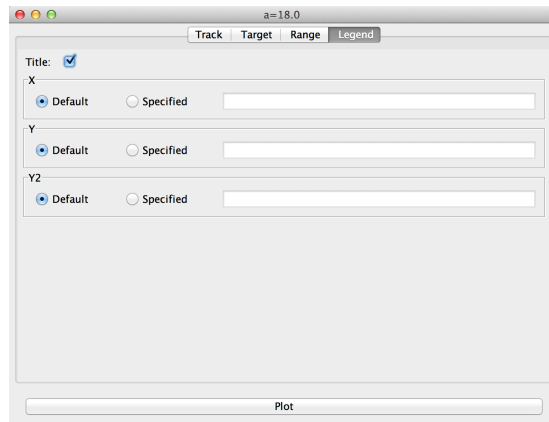 a=18.0
Track Target Range Legend
Title:
X
Default Specified
Y
Default Specified
Y2
Default Specified
Plot